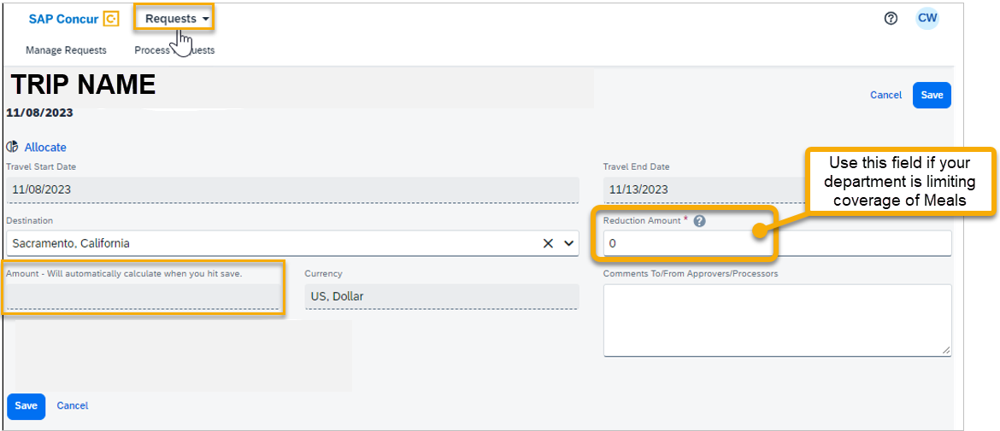 SAP Concur C Requests
CW
Manage Requests Process Requests
TRIP NAME
Cancel Save
11/08/2023
Allocate
Travel Start Date Travel End Date
11/08/2023 11/13/2023
Use this field if your
department is limiting
coverage of Meals
Destination Reduction Amount * ?
Sacramento, California 0
Amount - Will automatically calculate when you hit save. Currency Comments To/From Approvers/Processors
US, Dollar
Save Cancel